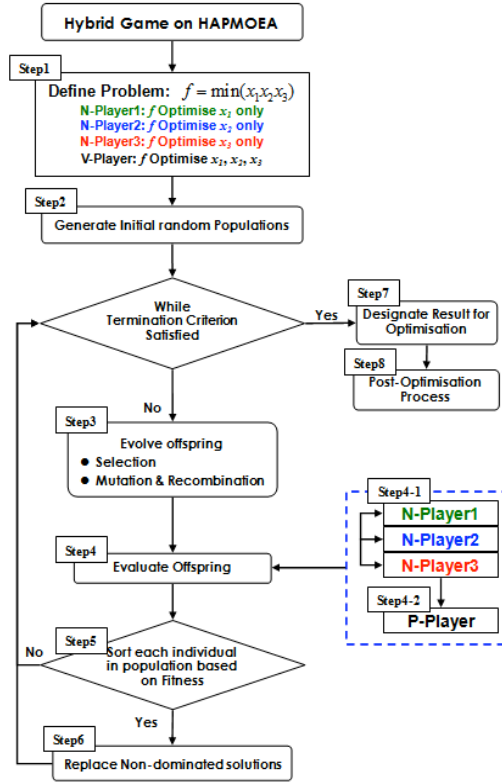 Hybrid Game on HAPMOEA
Step1
Define Problem: f = min(x₁x₂x₃)
N-Player1: f Optimise x₁ only
N-Player2: f Optimise x₂ only
N-Player3: f Optimise x₃ only
V-Player: f Optimise x₁, x₂, x₃
Step2
Generate Initial random Populations
While
Termination Criterion
Satisfied
Yes
Step7
Designate Result for
Optimisation
Step8
Post-Optimisation
Process
No
Step3
Evolve offspring
● Selection
● Mutation & Recombination
Step4
Evaluate Offspring
Step4-1
N-Player1
N-Player2
N-Player3
Step4-2
P-Player
No
Step5
Sort each individual
in population based
on Fitness
Yes
Step6
Replace Non-dominated solutions